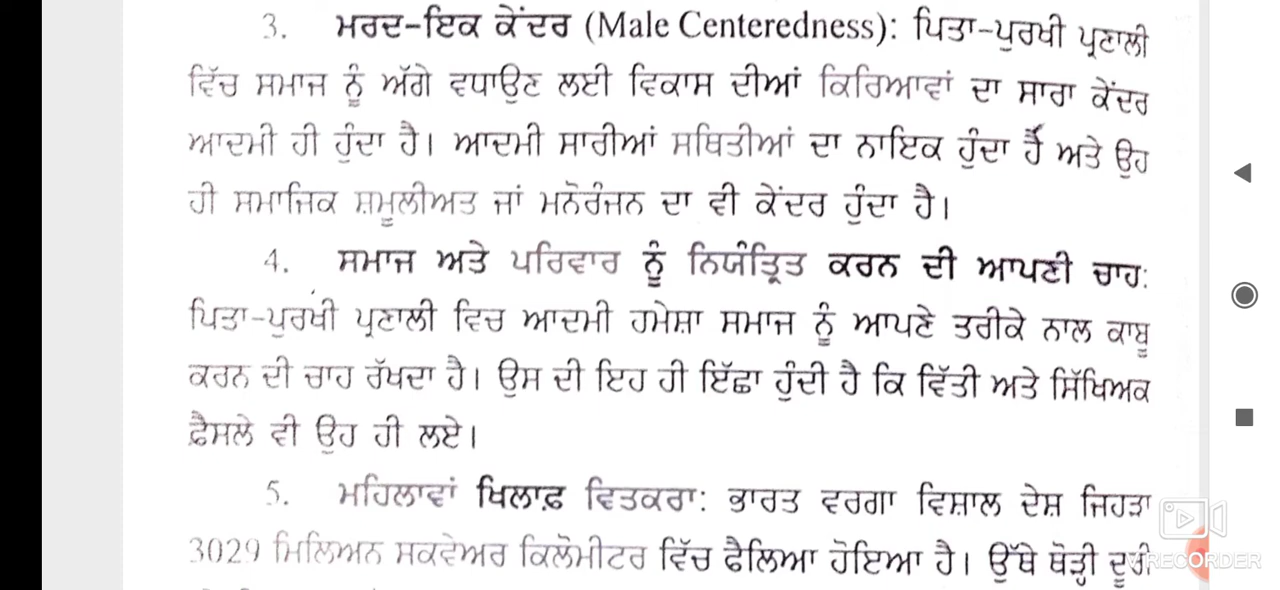 3. ਮਰਦ-ਇਕ ਕੇਂਦਰ (Male Centeredness): ਪਿਤਾ-ਪੁਰਖੀ ਪ੍ਰਣਾਲੀ
ਵਿੱਚ ਸਮਾਜ ਨੂੰ ਅੱਗੇ ਵਧਾਉਣ ਲਈ ਵਿਕਾਸ ਦੀਆਂ ਕਿਰਿਆਵਾਂ ਦਾ ਸਾਰਾ ਕੇਂਦਰ
ਆਦਮੀ ਹੀ ਹੁੰਦਾ ਹੈ। ਆਦਮੀ ਸਾਰੀਆਂ ਸਥਿਤੀਆਂ ਦਾ ਨਾਇਕ ਹੁੰਦਾ ਹੈ ਅਤੇ ਉਹ
ਹੀ ਸਮਾਜਿਕ ਸ਼ਮੂਲੀਅਤ ਜਾਂ ਮਨੋਰੰਜਨ ਦਾ ਵੀ ਕੇਂਦਰ ਹੁੰਦਾ ਹੈ।
4. ਸਮਾਜ ਅਤੇ ਪਰਿਵਾਰ ਨੂੰ ਨਿਯੰਤ੍ਰਿਤ ਕਰਨ ਦੀ ਆਪਣੀ ਚਾਹ:
ਪਿਤਾ-ਪੁਰਖੀ ਪ੍ਰਣਾਲੀ ਵਿਚ ਆਦਮੀ ਹਮੇਸ਼ਾ ਸਮਾਜ ਨੂੰ ਆਪਣੇ ਤਰੀਕੇ ਨਾਲ ਕਾਬੂ
ਕਰਨ ਦੀ ਚਾਹ ਰੱਖਦਾ ਹੈ। ਉਸ ਦੀ ਇਹ ਹੀ ਇੱਛਾ ਹੁੰਦੀ ਹੈ ਕਿ ਵਿੱਤੀ ਅਤੇ ਸਿੱਖਿਅਕ
ਫ਼ੈਸਲੇ ਵੀ ਉਹ ਹੀ ਲਏ।
5. ਮਹਿਲਾਵਾਂ ਖਿਲਾਫ਼ ਵਿਤਕਰਾ: ਭਾਰਤ ਵਰਗਾ ਵਿਸ਼ਾਲ ਦੇਸ਼ ਜਿਹੜਾ
3029 ਮਿਲਿਅਨ ਸਕਵੇਅਰ ਕਿਲੋਮੀਟਰ ਵਿੱਚ ਫੈਲਿਆ ਹੋਇਆ ਹੈ। ਉੱਥੇ ਥੋੜ੍ਹੀ ਦੂਰੀ
RECORDER